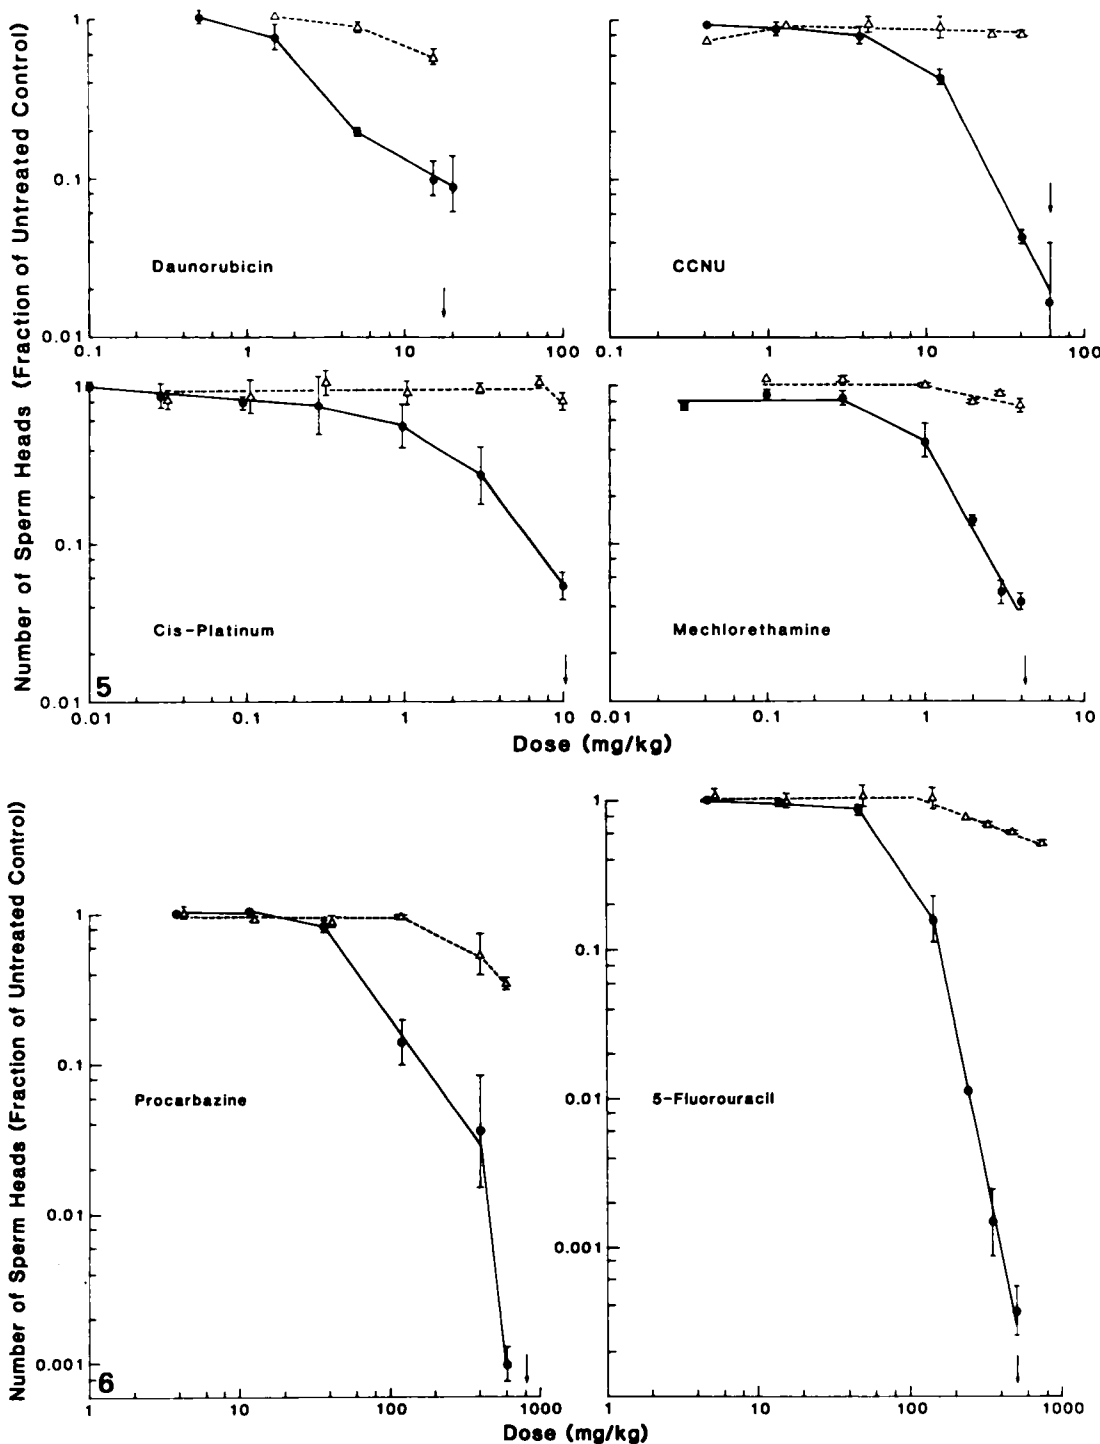 Number of Sperm Heads (Fraction of Untreated Control)
1
0.1
0.01
Daunorubicin
0.1 1 10 100
CCNU
0.1 1 10 100
1
0.1
0.01
Cis-Platinum
5
0.01 0.1 1 10
Mechlorethamine
0.01 0.1 1 10
Dose (mg/kg)
Number of Sperm Heads (Fraction of Untreated Control)
1
0.1
0.01
0.001
Procarbazine
6
1 10 100 1000
1
0.1
0.01
0.001
5-Fluorouracil
1 10 100 1000
Dose (mg/kg)